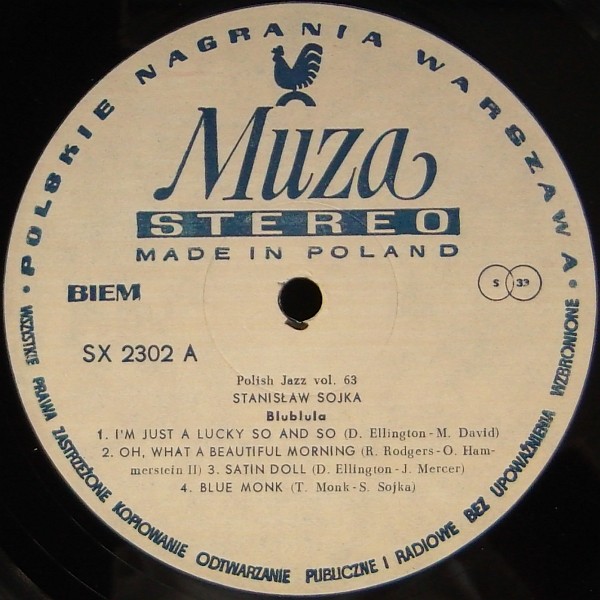 • POLSKIE NAGRANIA WARSZAWA •
Muza
STEREO
MADE IN POLAND
BIEM
S 33
SX 2302 A
Polish Jazz vol. 63
STANISŁAW SOJKA
Blublula
1. I'M JUST A LUCKY SO AND SO (D. Ellington - M. David)
2. OH, WHAT A BEAUTIFUL MORNING (R. Rodgers - O. Ham-
merstein II) 3. SATIN DOLL (D. Ellington - J. Mercer)
4. BLUE MONK (T. Monk - S. Sojka)
WSZYSTKIE PRAWA ZASTRZEŻONE KOPIOWANIE ODTWARZANIE PUBLICZNE I RADIOWE BEZ UPOWAŻNIENIA WZBRONIONE